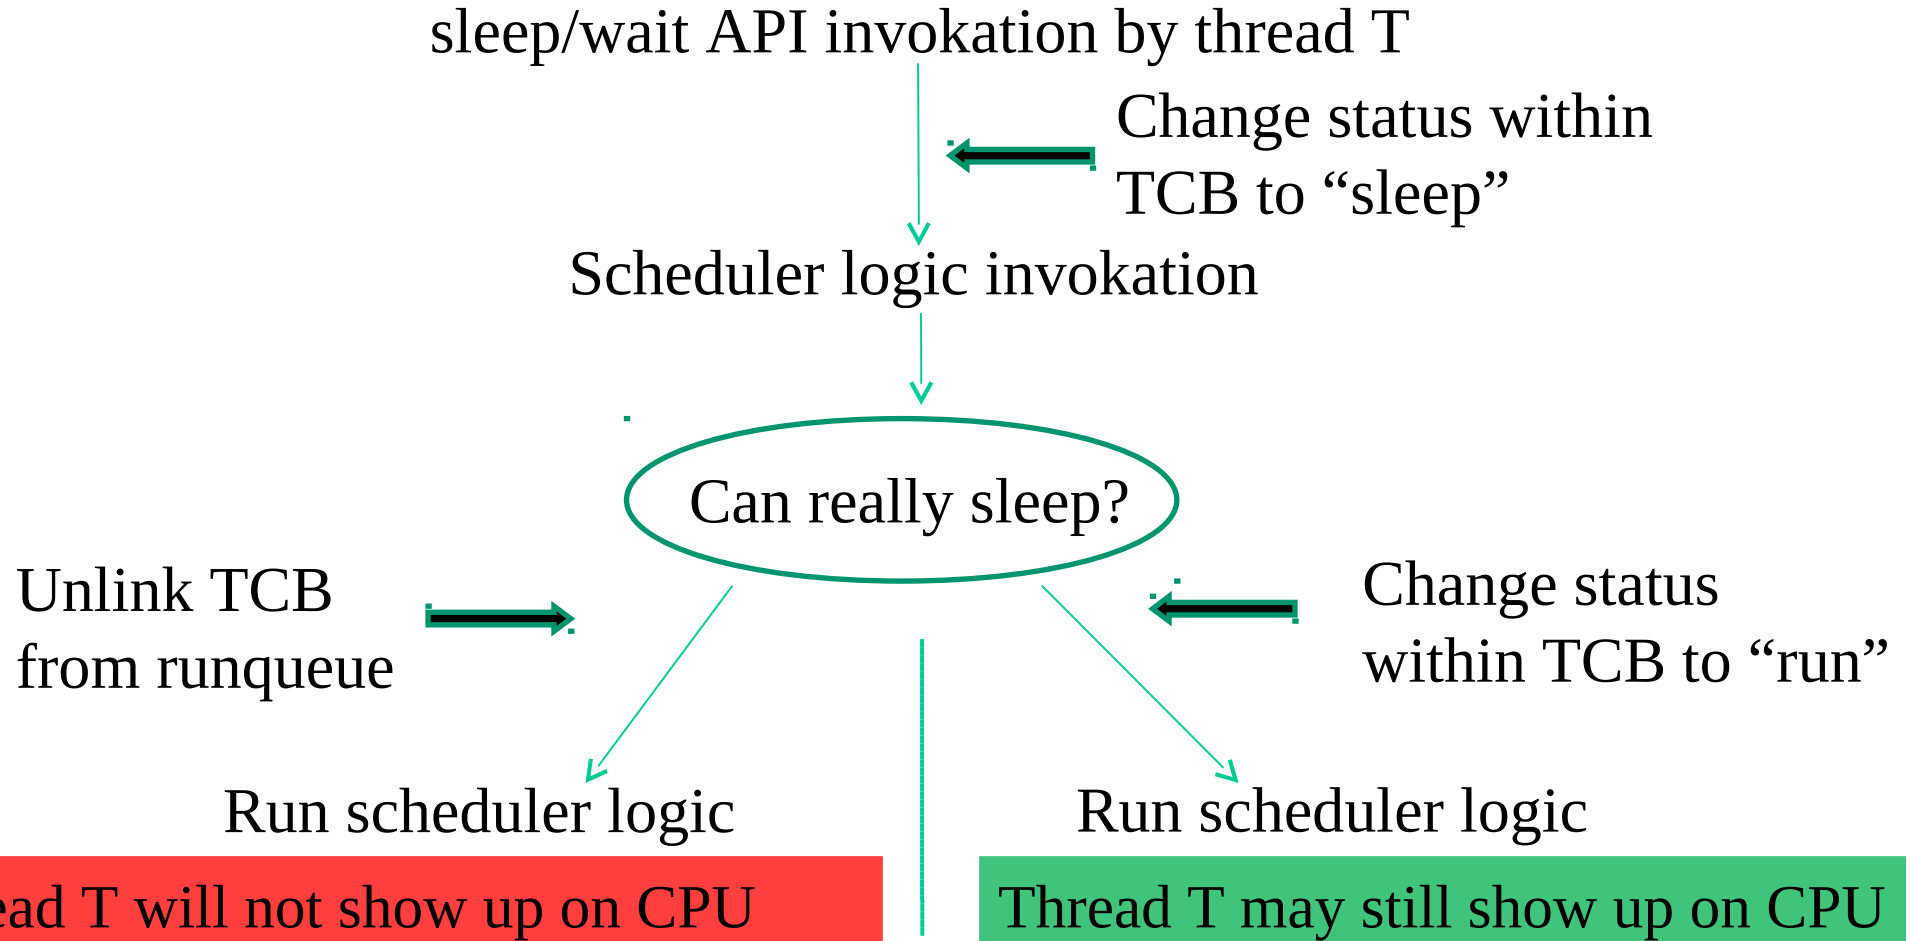 sleep/wait API invokation by thread T
Change status within
TCB to “sleep”
Scheduler logic invokation
Can really sleep?
Unlink TCB
from runqueue
Change status
within TCB to “run”
Run scheduler logic
Run scheduler logic
ead T will not show up on CPU
Thread T may still show up on CPU